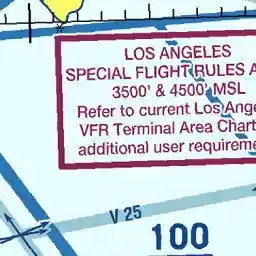 LOS ANGELES
SPECIAL FLIGHT RULES A
3500' & 4500' MSL
Refer to current Los Ange
VFR Terminal Area Chart
additional user requireme
V 25
100